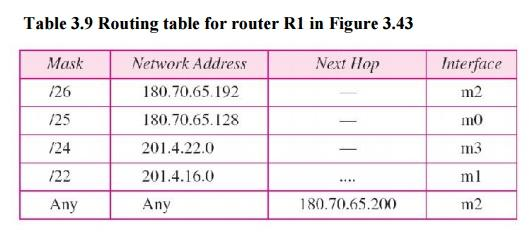 Table 3.9 Routing table for router R1 in Figure 3.43
Mask Network Address Next Hop Interface
/26 180.70.65.192 — m2
/25 180.70.65.128 — m0
/24 201.4.22.0 — m3
/22 201.4.16.0 .... m1
Any Any 180.70.65.200 m2